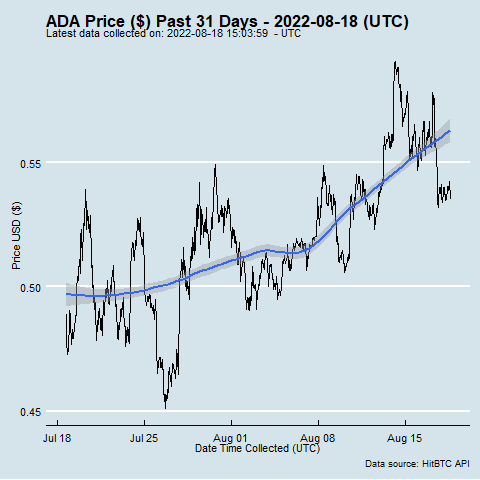 ADA Price ($) Past 31 Days - 2022-08-18 (UTC)
Latest data collected on: 2022-08-18 15:03:59 - UTC
Price USD ($)
0.55
0.50
0.45
Jul 18 Jul 25 Aug 01 Aug 08 Aug 15
Date Time Collected (UTC)
Data source: HitBTC API